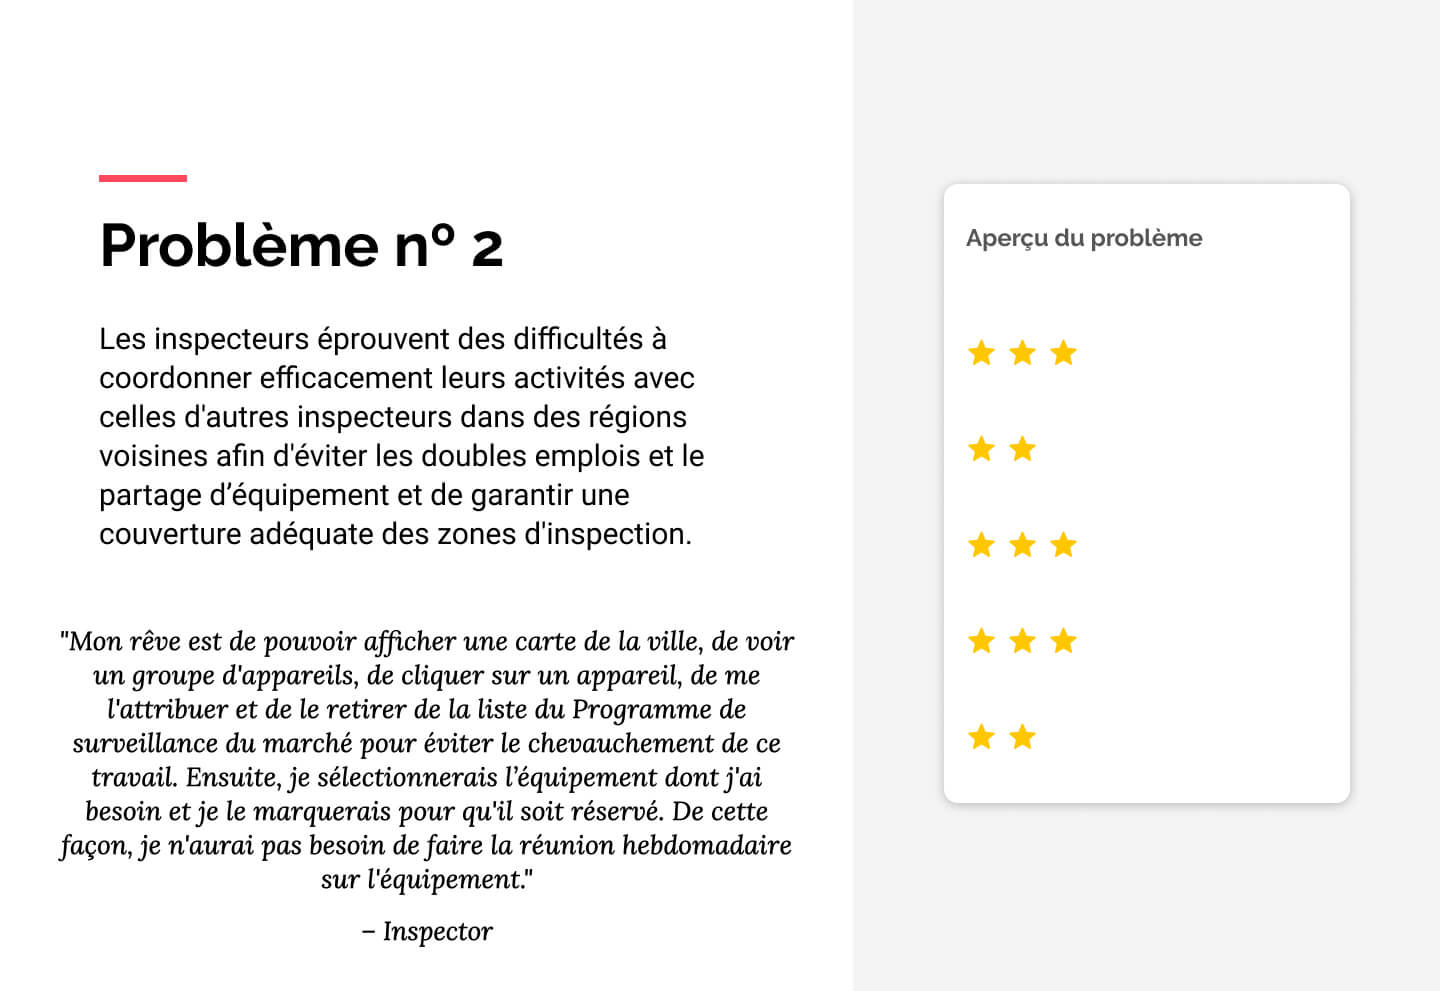 Problème nº 2
Les inspecteurs éprouvent des difficultés à
coordonner efficacement leurs activités avec
celles d'autres inspecteurs dans des régions
voisines afin d'éviter les doubles emplois et le
partage d’équipement et de garantir une
couverture adéquate des zones d'inspection.
"Mon rêve est de pouvoir afficher une carte de la ville, de voir
un groupe d'appareils, de cliquer sur un appareil, de me
l'attribuer et de le retirer de la liste du Programme de
surveillance du marché pour éviter le chevauchement de ce
travail. Ensuite, je sélectionnerais l’équipement dont j'ai
besoin et je le marquerais pour qu'il soit réservé. De cette
façon, je n'aurai pas besoin de faire la réunion hebdomadaire
sur l'équipement."
– Inspector
Aperçu du problème